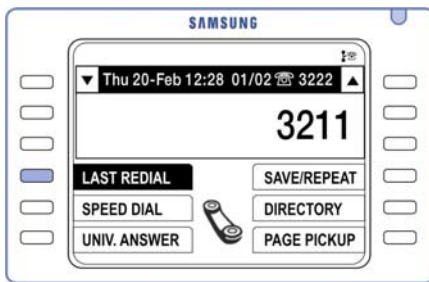 SAMSUNG
▼ Thu 20-Feb 12:28 01/02 ☏ 3222 ▲
3211
LAST REDIAL SAVE/REPEAT
SPEED DIAL DIRECTORY
UNIV. ANSWER PAGE PICKUP